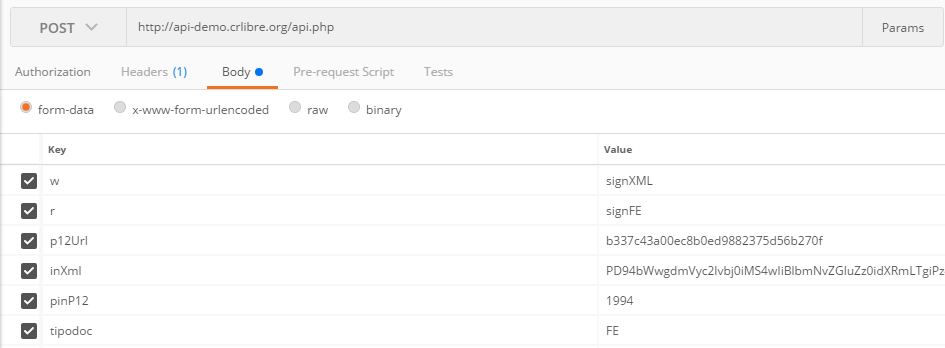 POST http://api-demo.crlibre.org/api.php Params
Authorization Headers (1) Body Pre-request Script Tests
form-data x-www-form-urlencoded raw binary
Key Value
w signXML
r signFE
p12Url b337c43a00ec8b0ed9882375d56b270f
inXml PD94bWwgdmVyc2lvbj0iMS4wIiBlbmNvZGluZz0idXRmLTgiPz
pinP12 1994
tipodoc FE